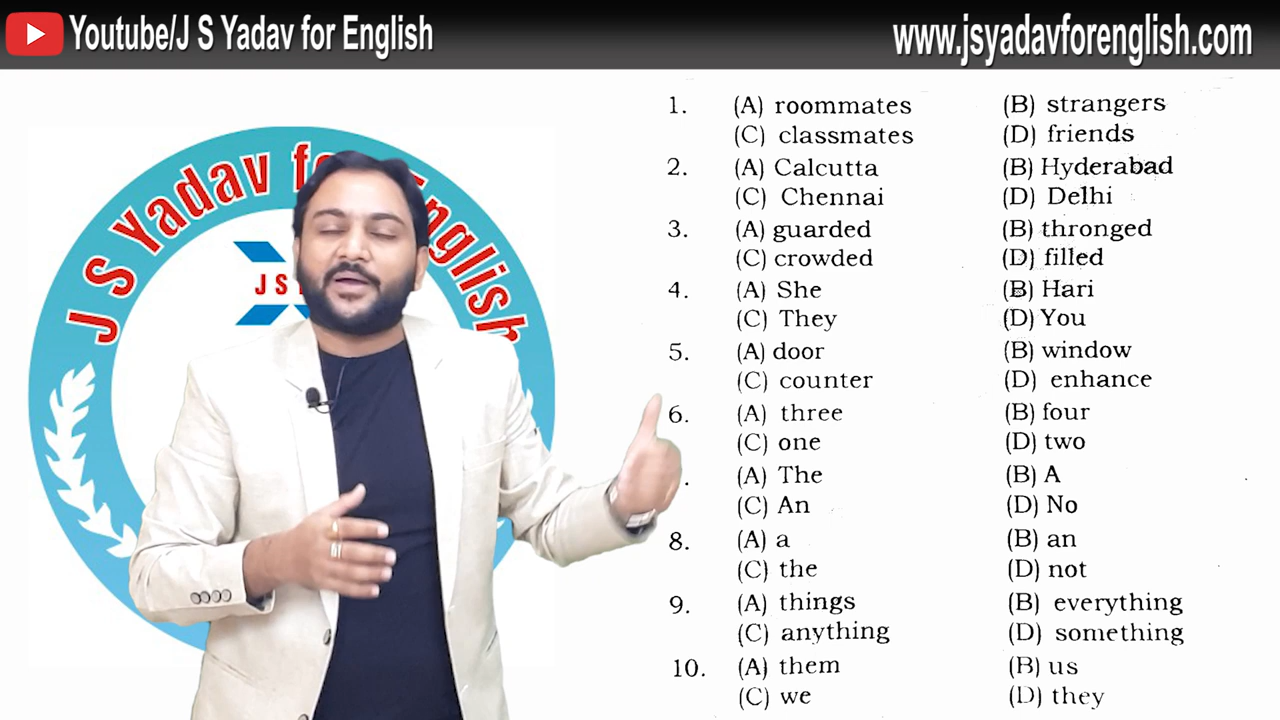 Youtube/J S Yadav for English
www.jsyadavforenglish.com
J S Yadav for English
J S
1. (A) roommates (B) strangers
(C) classmates (D) friends
2. (A) Calcutta (B) Hyderabad
(C) Chennai (D) Delhi
3. (A) guarded (B) thronged
(C) crowded (D) filled
4. (A) She (B) Hari
(C) They (D) You
5. (A) door (B) window
(C) counter (D) enhance
6. (A) three (B) four
(C) one (D) two
. (A) The (B) A
(C) An (D) No
8. (A) a (B) an
(C) the (D) not
9. (A) things (B) everything
(C) anything (D) something
10. (A) them (B) us
(C) we (D) they